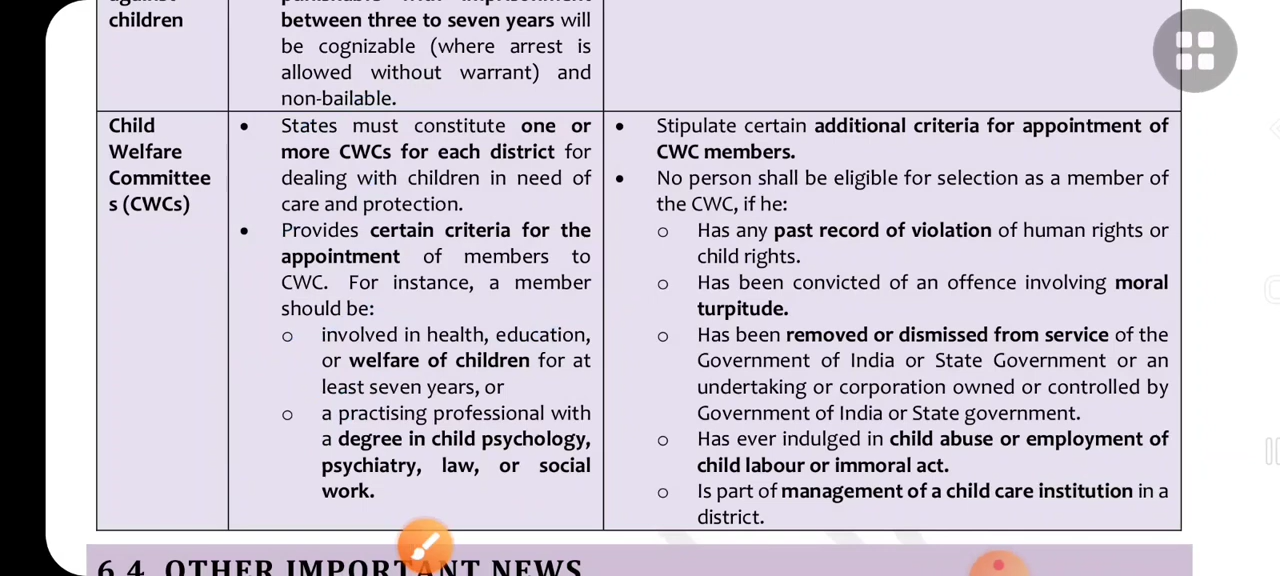 against
children
punishable with imprisonment
between three to seven years will
be cognizable (where arrest is
allowed without warrant) and
non-bailable.
Child
Welfare
Committee
s (CWCs)
• States must constitute one or
more CWCs for each district for
dealing with children in need of
care and protection.
• Provides certain criteria for the
appointment of members to
CWC. For instance, a member
should be:
o involved in health, education,
or welfare of children for at
least seven years, or
o a practising professional with
a degree in child psychology,
psychiatry, law, or social
work.
• Stipulate certain additional criteria for appointment of
CWC members.
• No person shall be eligible for selection as a member of
the CWC, if he:
o Has any past record of violation of human rights or
child rights.
o Has been convicted of an offence involving moral
turpitude.
o Has been removed or dismissed from service of the
Government of India or State Government or an
undertaking or corporation owned or controlled by
Government of India or State government.
o Has ever indulged in child abuse or employment of
child labour or immoral act.
o Is part of management of a child care institution in a
district.
6.4. OTHER IMPORTANT NEWS